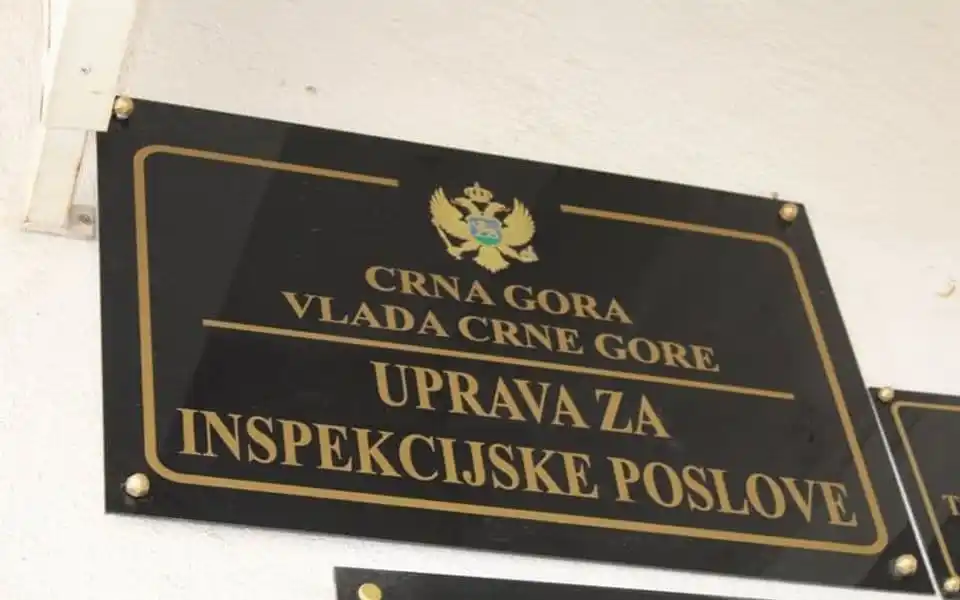 CRNA GORA
VLADA CRNE GORE
UPRAVA ZA
INSPEKCIJSKE POSLOVE